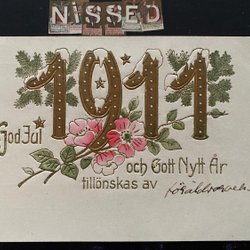 NISSED
1911
God Jul
och Gott Nytt År
tillönskas av